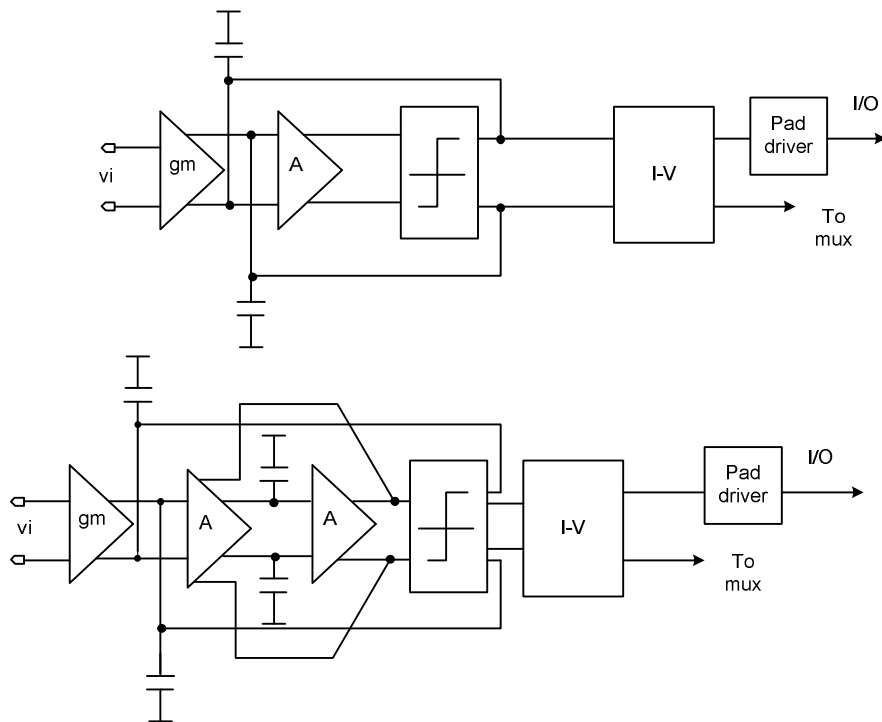 vi
gm
A
I-V
Pad
driver
I/O
To
mux
vi
gm
A
A
I-V
Pad
driver
I/O
To
mux